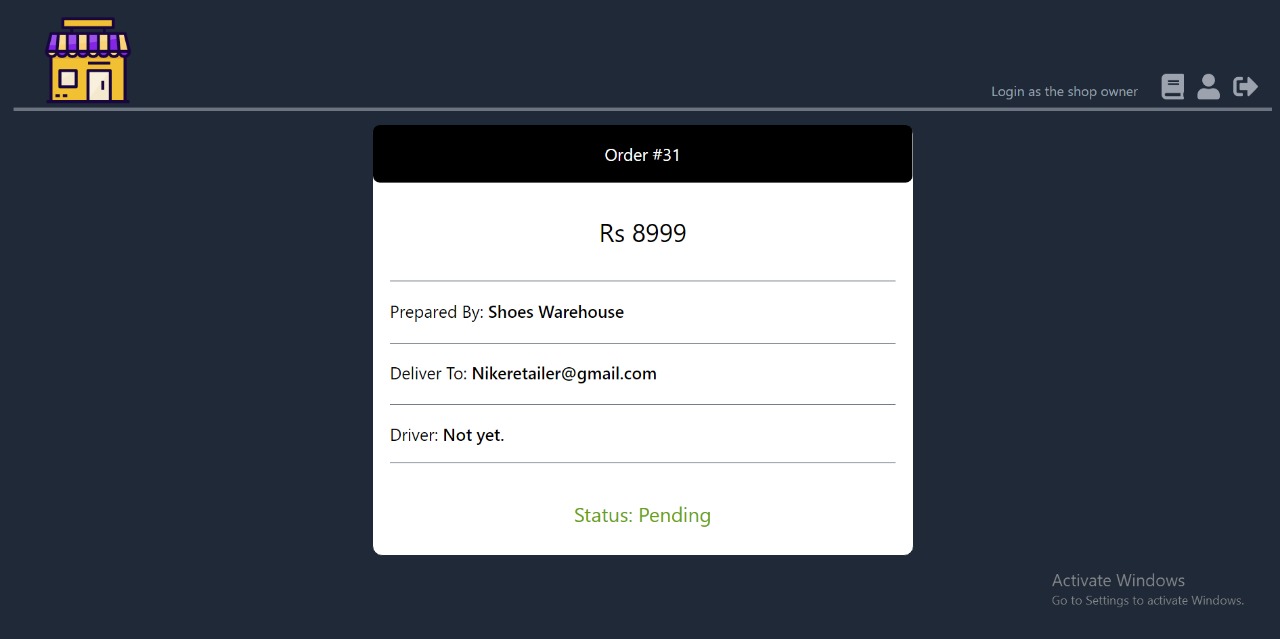 Login as the shop owner
Order #31
Rs 8999
Prepared By: Shoes Warehouse
Deliver To: Nikeretailer@gmail.com
Driver: Not yet.
Status: Pending
Activate Windows
Go to Settings to activate Windows.